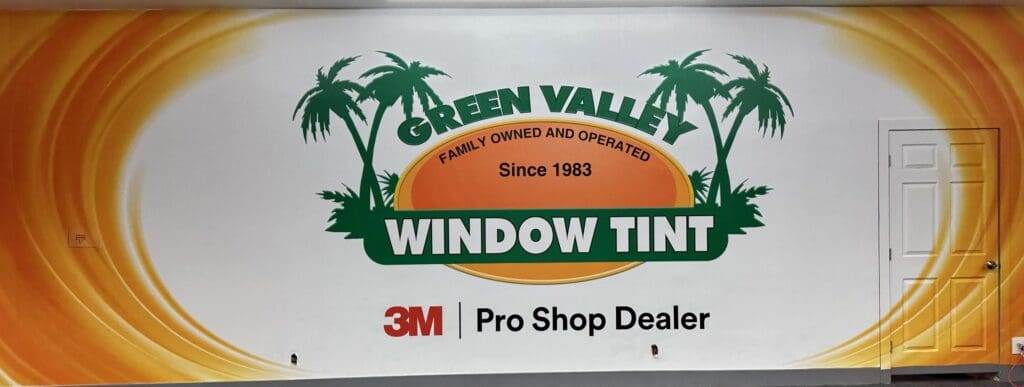 GREEN VALLEY
FAMILY OWNED AND OPERATED
Since 1983
WINDOW TINT
3M | Pro Shop Dealer